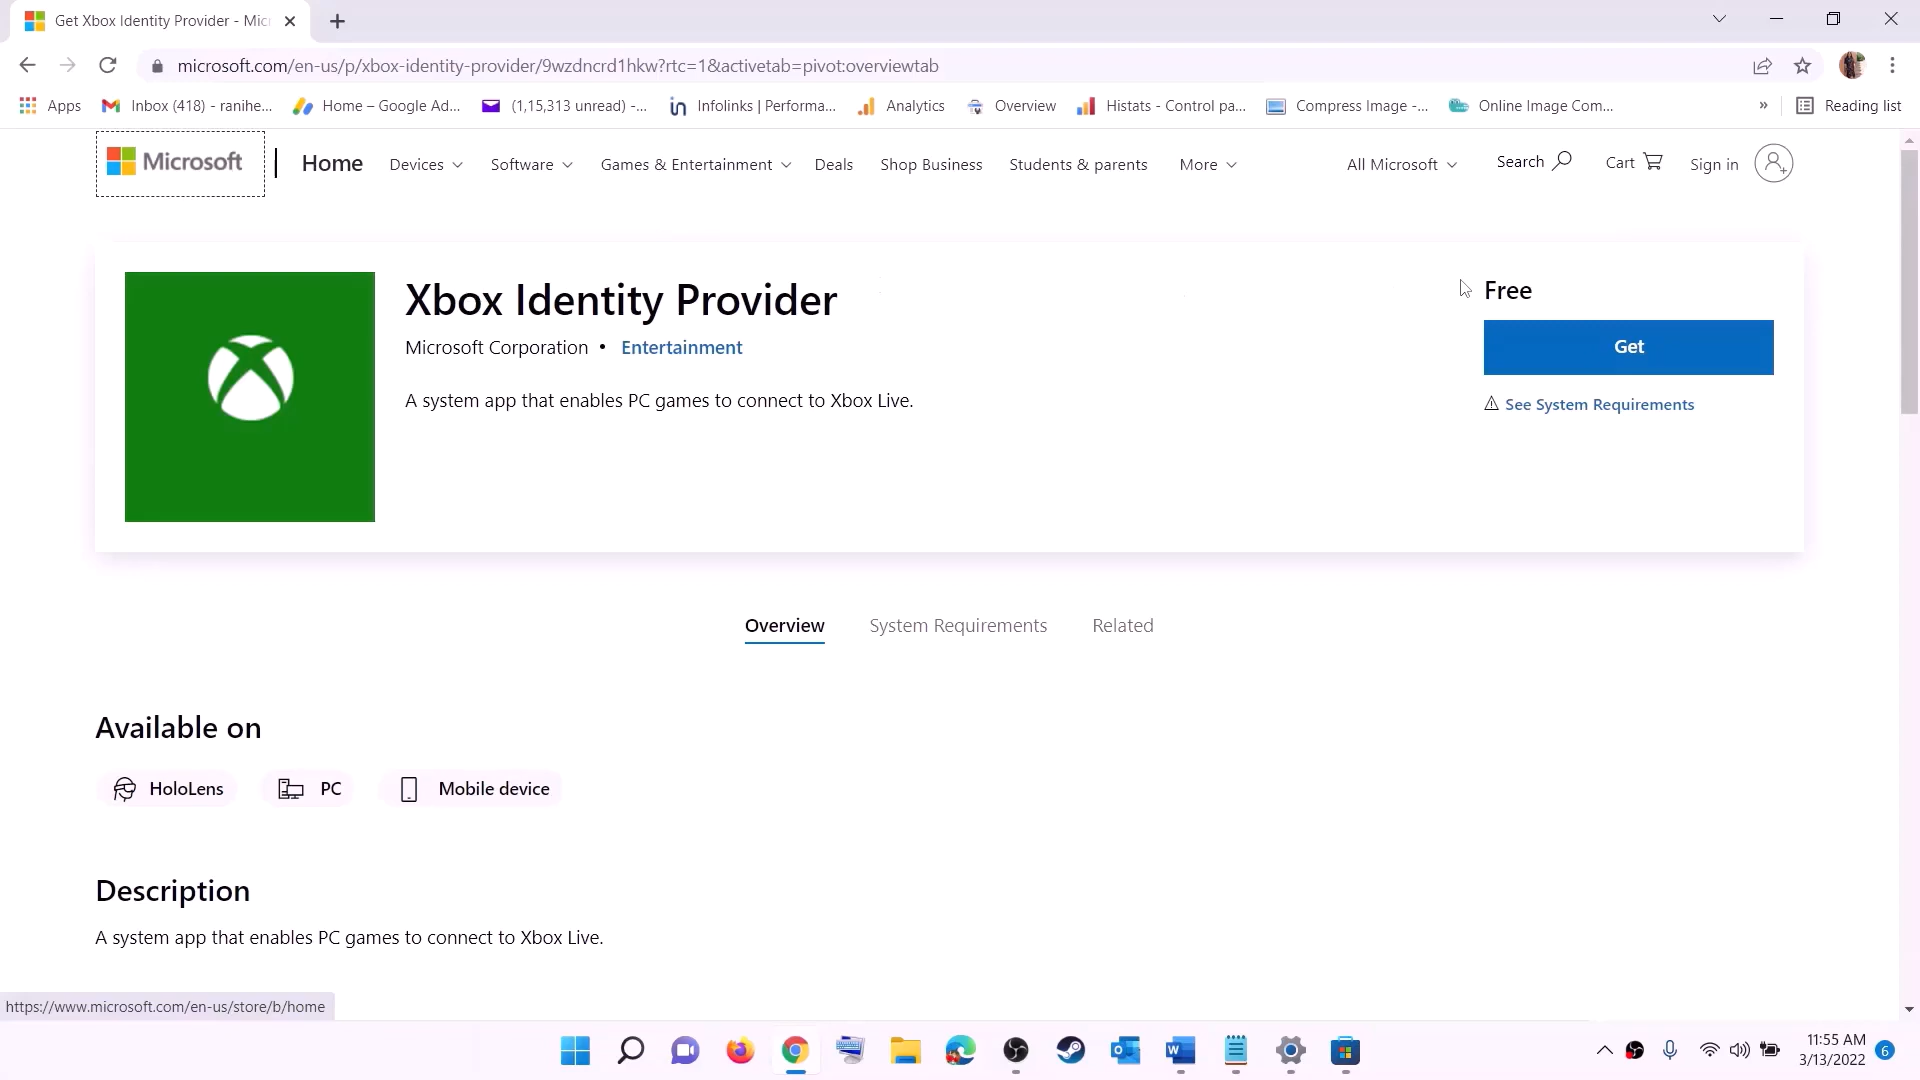 Get Xbox Identity Provider - Mic
microsoft.com/en-us/p/xbox-identity-provider/9wzdncrd1hkw?rtc=1&activetab=pivot:overviewtab
Apps
Inbox (418) - ranihe...
Home – Google Ad...
(1,15,313 unread) -...
Infolinks | Performa...
Analytics
Overview
Histats - Control pa...
Compress Image -...
Online Image Com...
»
Reading list
Microsoft
Home
Devices
Software
Games & Entertainment
Deals
Shop Business
Students & parents
More
All Microsoft
Search
Cart
Sign in
Xbox Identity Provider
Microsoft Corporation • Entertainment
A system app that enables PC games to connect to Xbox Live.
Free
Get
See System Requirements
Overview
System Requirements
Related
Available on
HoloLens
PC
Mobile device
Description
A system app that enables PC games to connect to Xbox Live.
https://www.microsoft.com/en-us/store/b/home
11:55 AM
3/13/2022
6